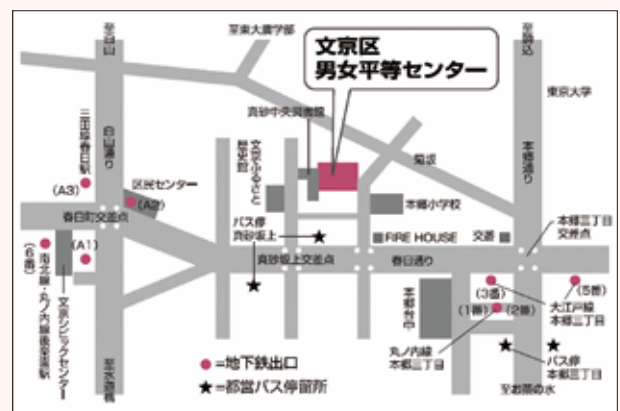 至白山
至東大農学部
文京区
男女平等センター
至駒込
東京大学
真砂中央図書館
三田線春日駅
白山通り
文京ふるさと
歴史館
菊坂
本郷通り
(A3)
区民センター
(A2)
本郷小学校
春日町交差点
バス停
真砂坂上
FIRE HOUSE
交番
本郷三丁目
交差点
(A1)
真砂坂上交差点
春日通り
(6番)
南北線・丸ノ内線後楽園駅
文京シビックセンター
本郷台中
(3番)
(5番)
(1番)
(2番)
大江戸線
本郷三丁目
丸ノ内線
本郷三丁目
バス停
本郷三丁目
至水道橋
至お茶の水
●=地下鉄出口
★=都営バス停留所